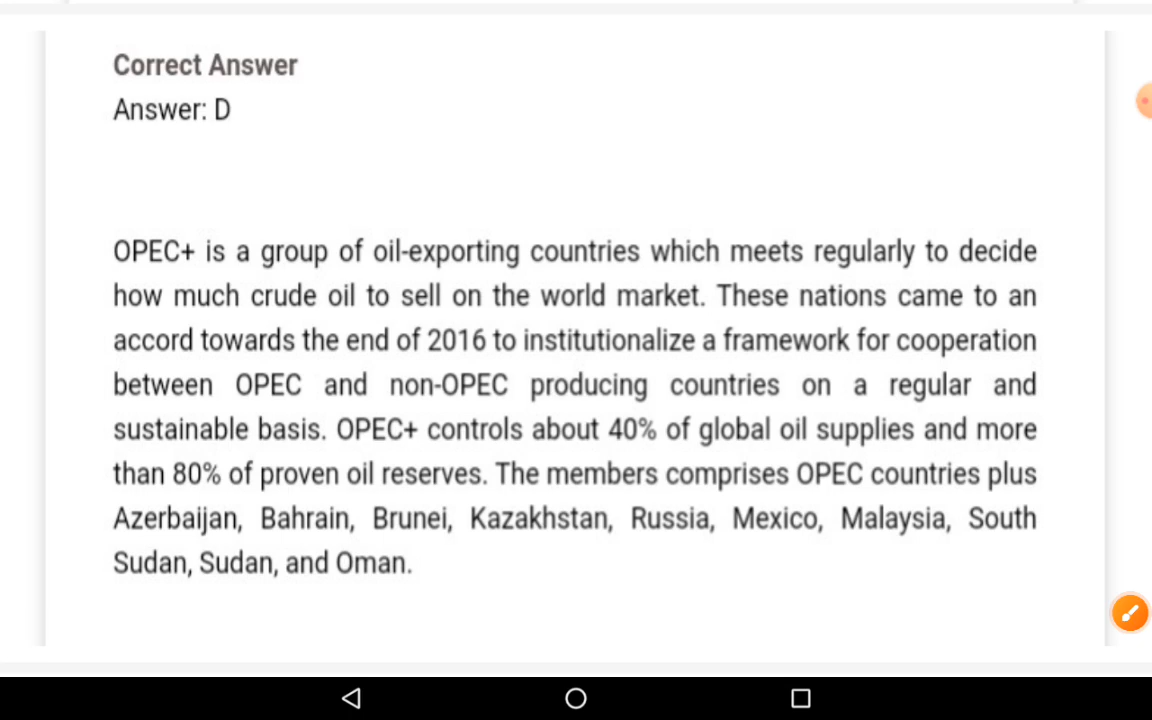 Correct Answer
Answer: D
OPEC+ is a group of oil-exporting countries which meets regularly to decide
how much crude oil to sell on the world market. These nations came to an
accord towards the end of 2016 to institutionalize a framework for cooperation
between OPEC and non-OPEC producing countries on a regular and
sustainable basis. OPEC+ controls about 40% of global oil supplies and more
than 80% of proven oil reserves. The members comprises OPEC countries plus
Azerbaijan, Bahrain, Brunei, Kazakhstan, Russia, Mexico, Malaysia, South
Sudan, Sudan, and Oman.